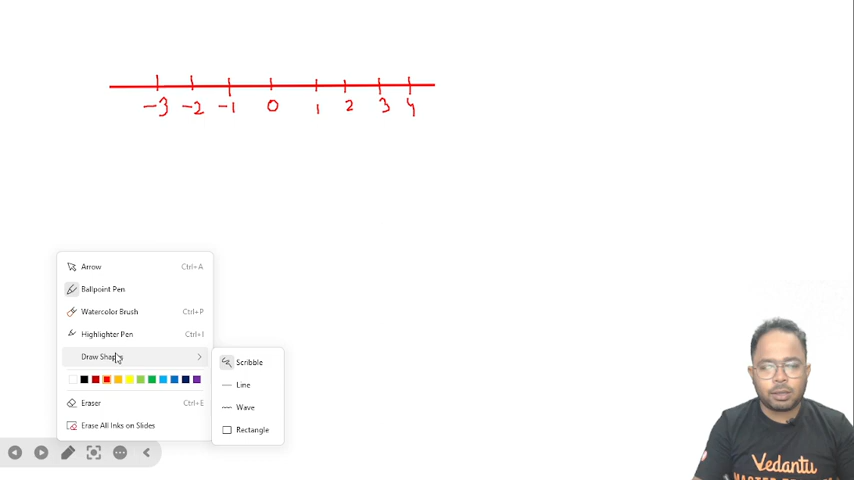 -3 -2 -1 0 1 2 3 4
Arrow Ctrl+A
Ballpoint Pen
Watercolor Brush Ctrl+P
Highlighter Pen Ctrl+I
Draw Shapes
Scribble
Line
Wave
Rectangle
Eraser Ctrl+E
Erase All Inks on Slides
Vedantu